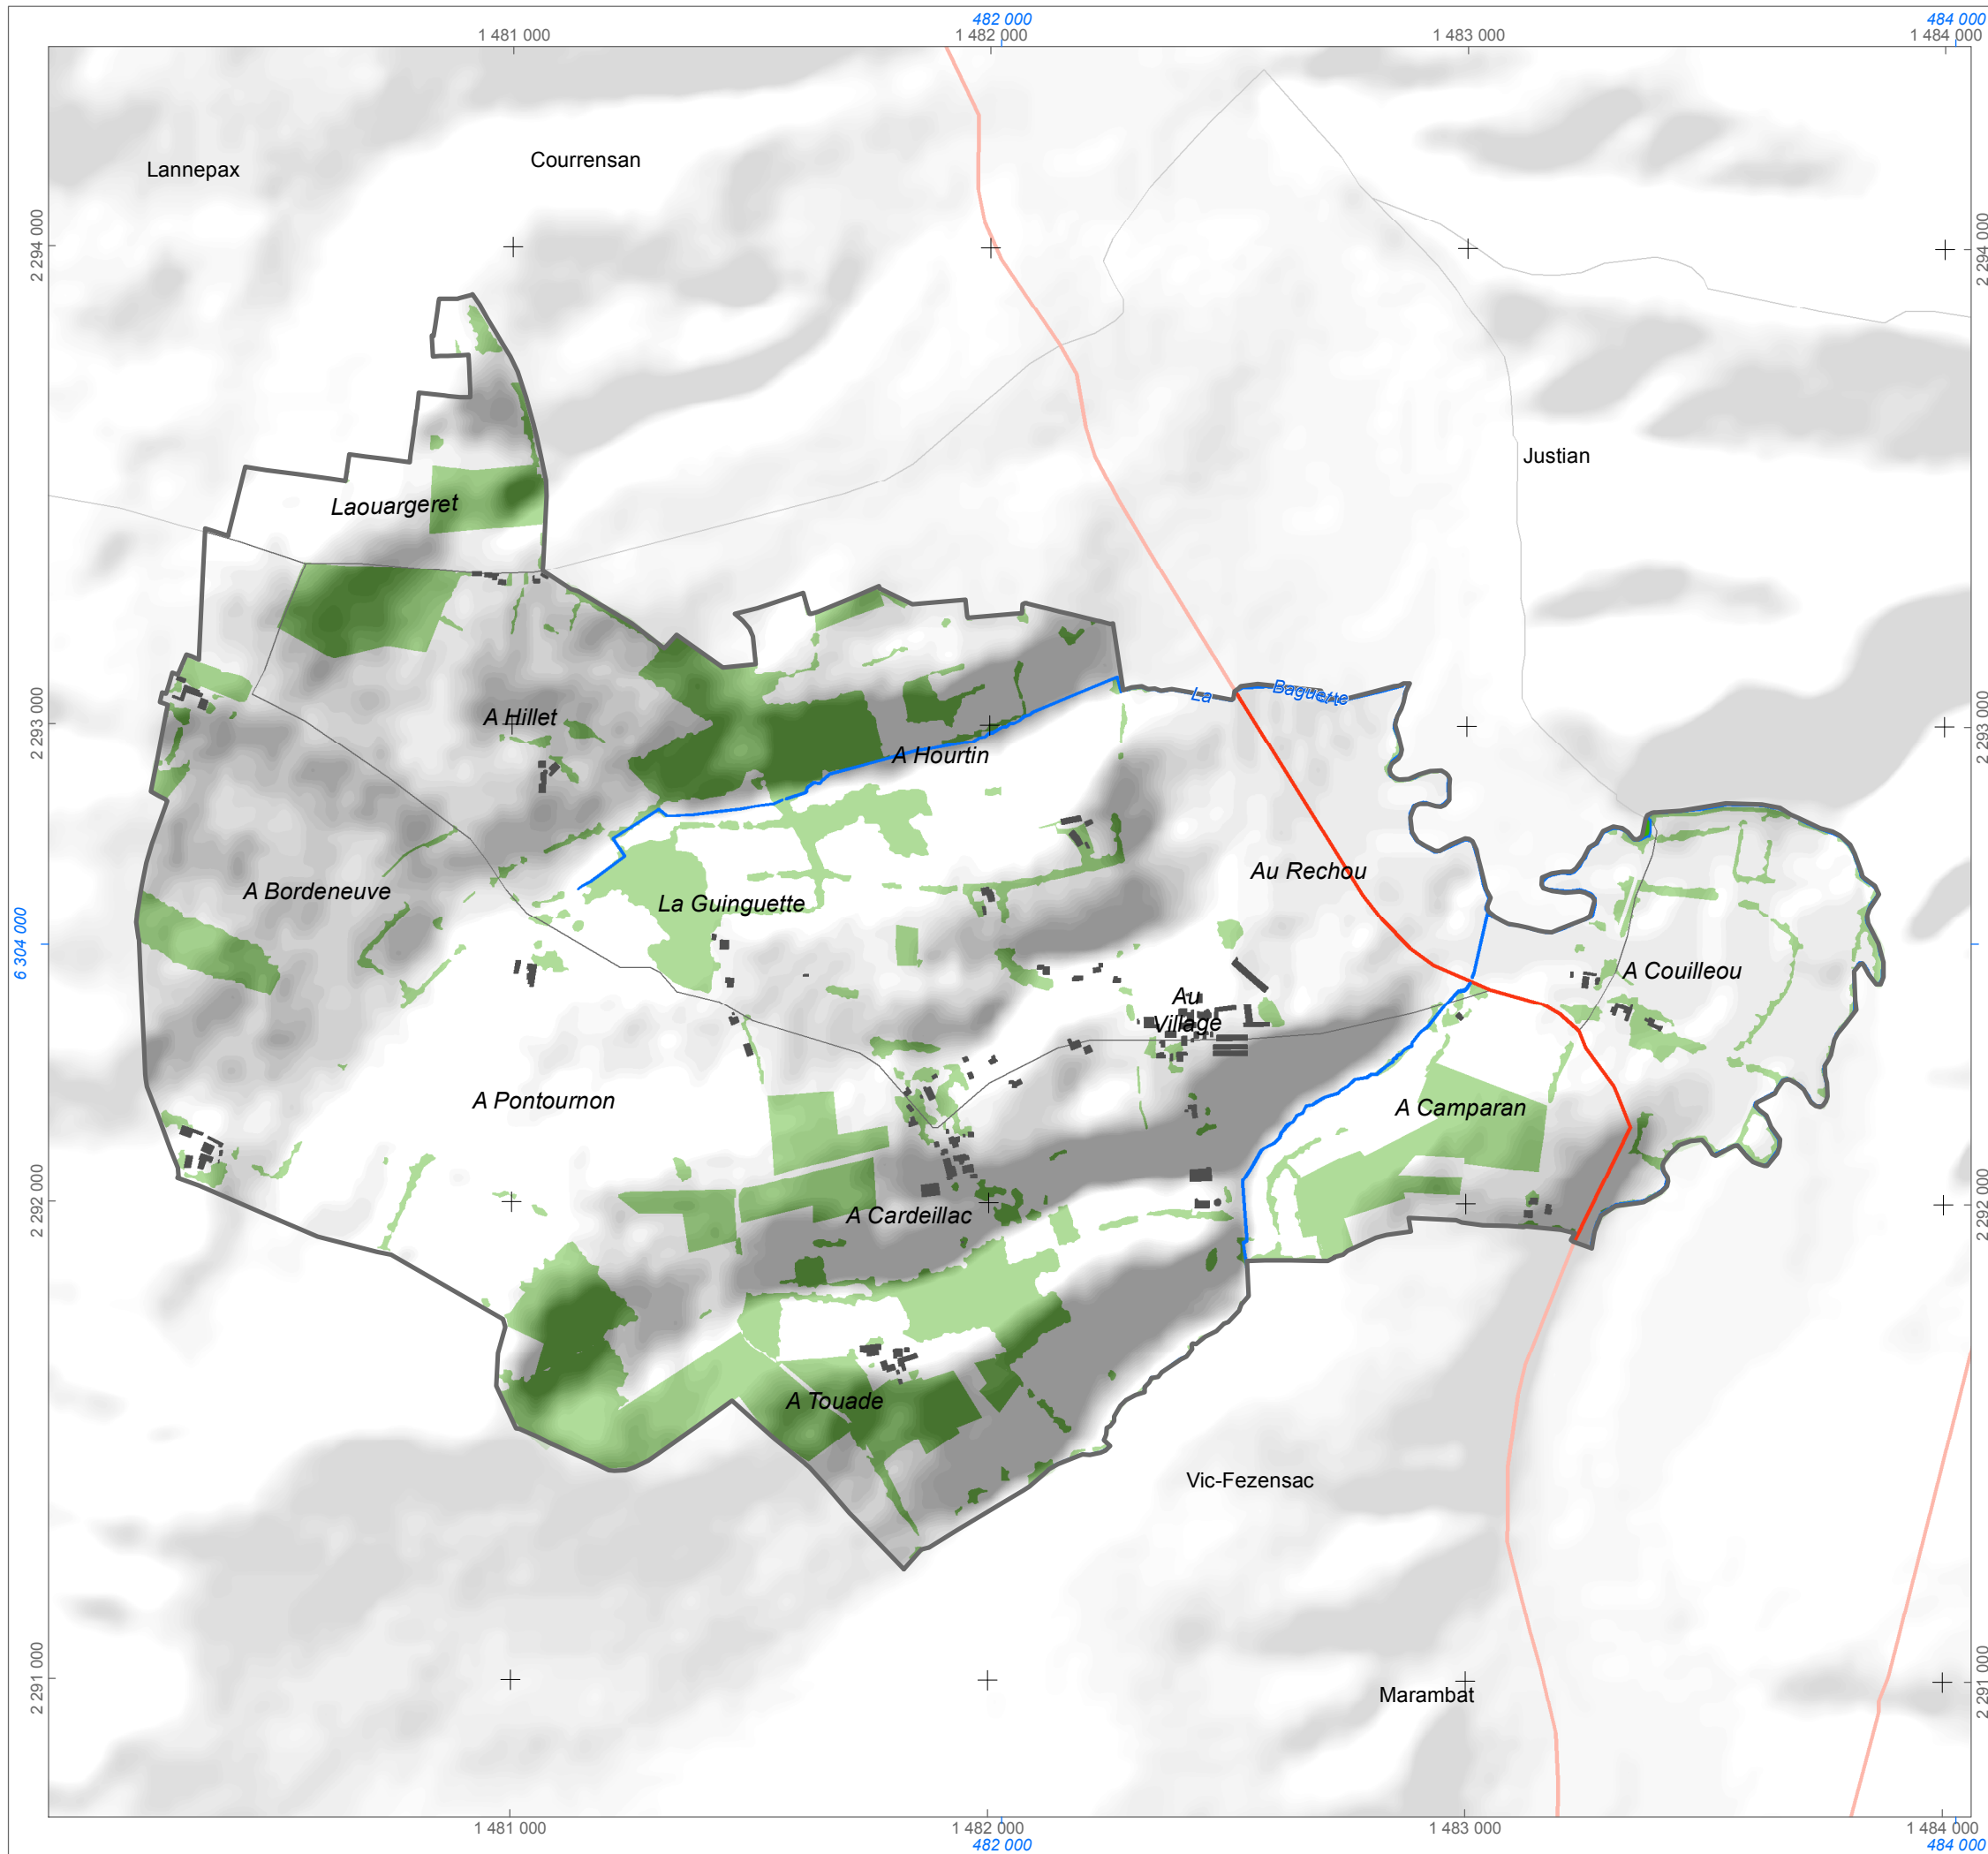 482 000
484 000
1 481 000
1 482 000
1 483 000
1 484 000
Lannepax
Courrensan
2 294 000
2 294 000
Justian
Laouargeret
La Baguette
2 293 000
2 293 000
A Hillet
A Hourtin
Au Rechou
A Bordeneuve
La Guinguette
6 304 000
A Couilleou
Au
Village
A Pontournon
A Camparan
2 292 000
2 292 000
A Cardeillac
A Touade
Vic-Fezensac
2 291 000
2 291 000
Marambat
1 481 000
1 482 000
1 483 000
1 484 000
482 000
484 000